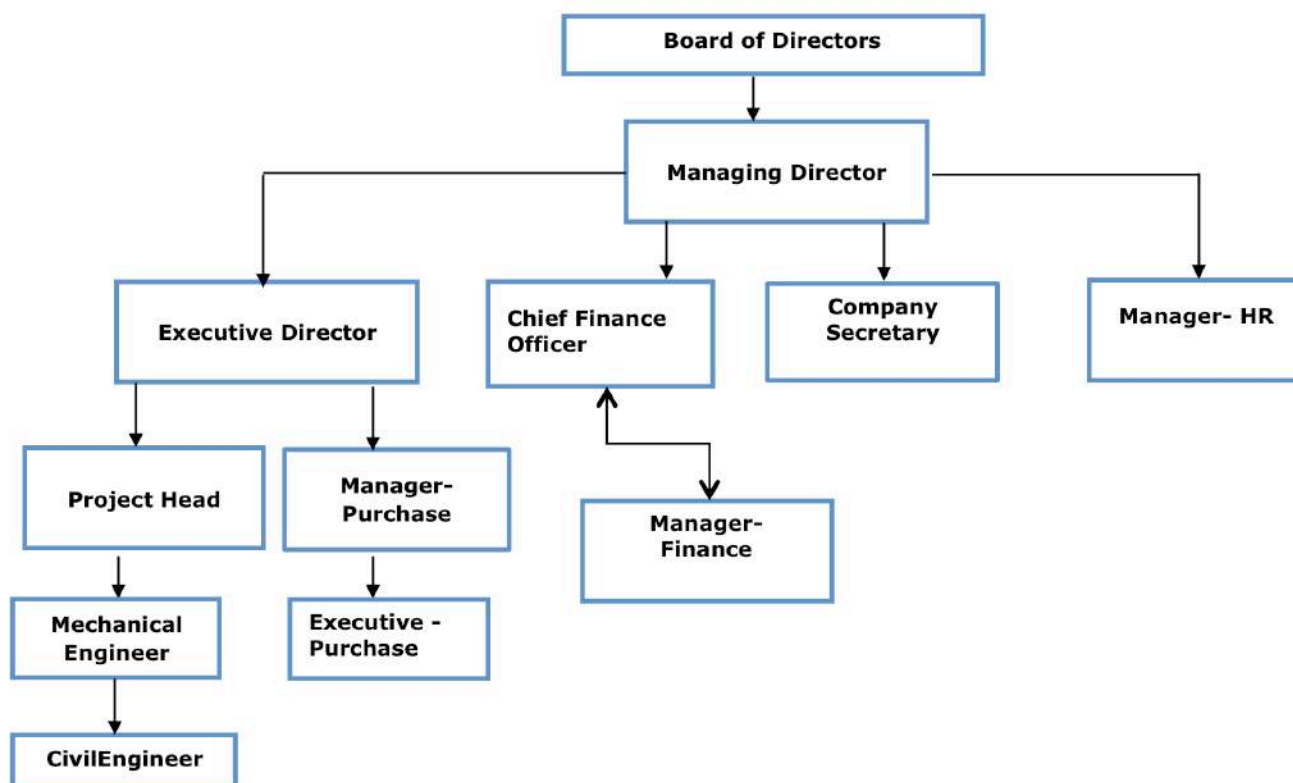 Board of Directors
Managing Director
Executive Director
Chief Finance
Officer
Company
Secretary
Manager- HR
Project Head
Manager-
Purchase
Manager-
Finance
Mechanical
Engineer
Executive -
Purchase
CivilEngineer